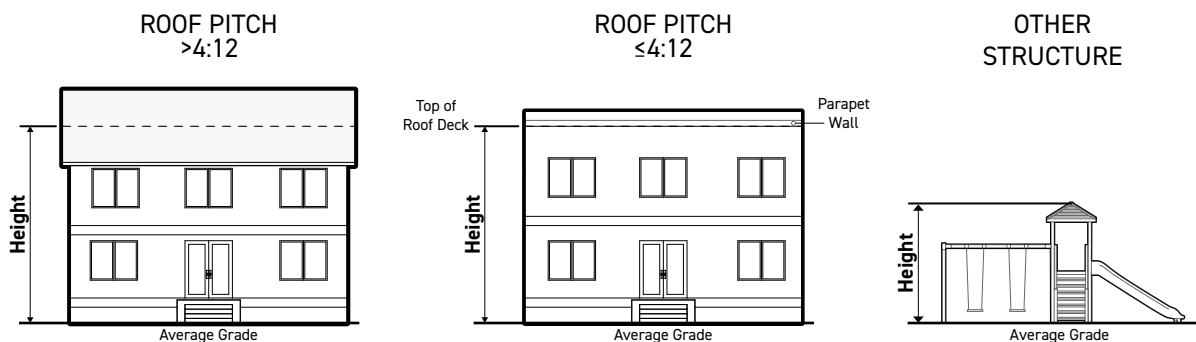 ROOF PITCH
>4:12
ROOF PITCH
≤4:12
OTHER
STRUCTURE
Top of
Roof Deck
Parapet
Wall
Height
Height
Height
Average Grade
Average Grade
Average Grade